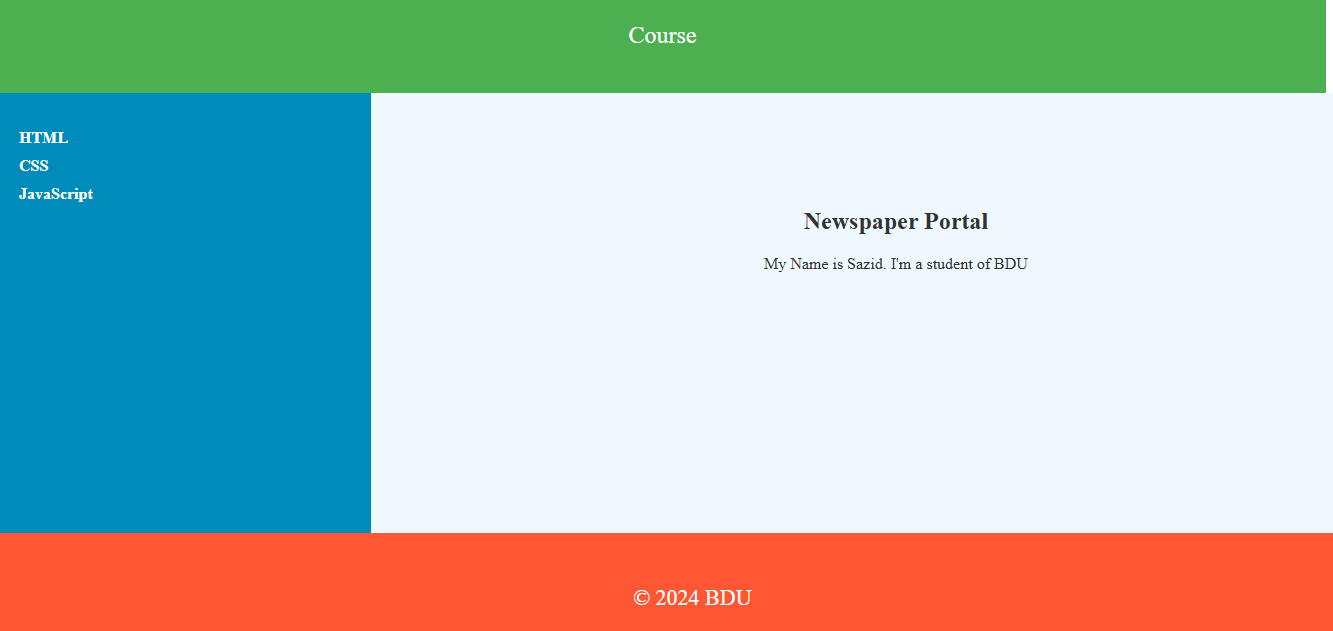 Course
HTML
CSS
JavaScript
Newspaper Portal
My Name is Sazid. I'm a student of BDU
© 2024 BDU